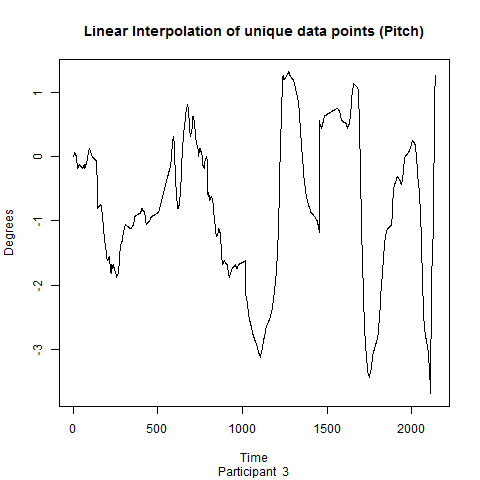 Linear Interpolation of unique data points (Pitch)
1
0
-1
-2
-3
Degrees
0 500 1000 1500 2000
Time
Participant 3